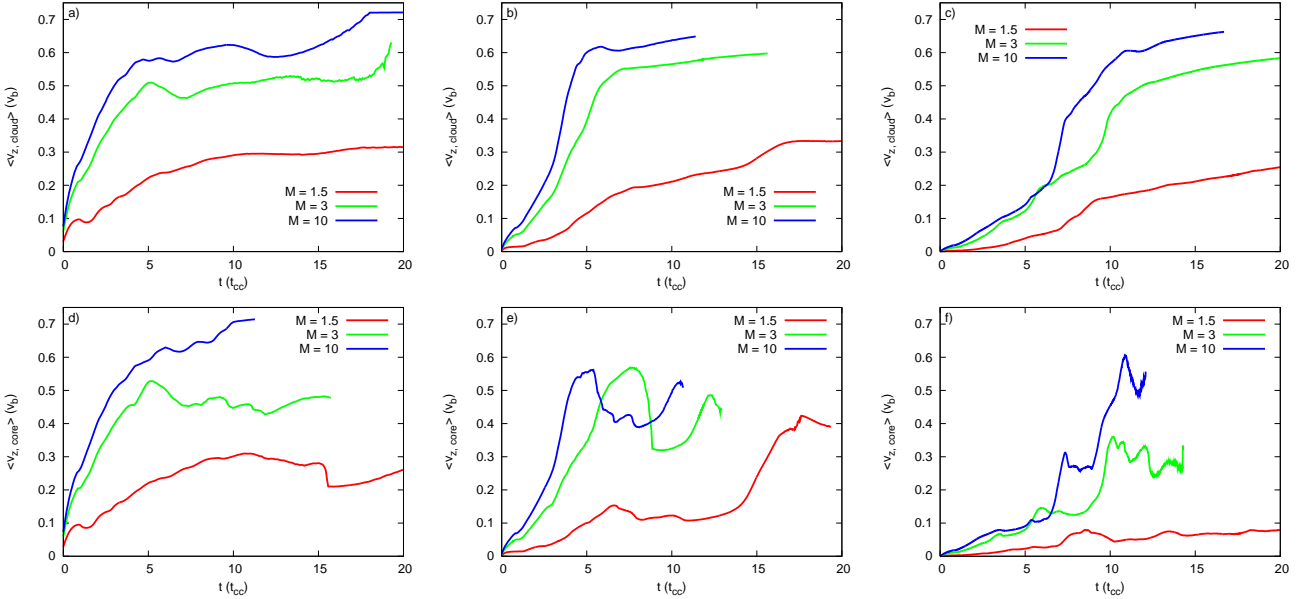 a)
<v_z, cloud> (v_b)
0.7
0.6
0.5
0.4
0.3
0.2
0.1
0
M = 1.5
M = 3
M = 10
0 5 10 15 20
t (t_cc)
b)
<v_z, cloud> (v_b)
0.7
0.6
0.5
0.4
0.3
0.2
0.1
0
M = 1.5
M = 3
M = 10
0 5 10 15 20
t (t_cc)
c)
<v_z, cloud> (v_b)
0.7
0.6
0.5
0.4
0.3
0.2
0.1
0
M = 1.5
M = 3
M = 10
0 5 10 15 20
t (t_cc)
d)
<v_z, core> (v_b)
0.7
0.6
0.5
0.4
0.3
0.2
0.1
0
M = 1.5
M = 3
M = 10
0 5 10 15 20
t (t_cc)
e)
<v_z, core> (v_b)
0.7
0.6
0.5
0.4
0.3
0.2
0.1
0
M = 1.5
M = 3
M = 10
0 5 10 15 20
t (t_cc)
f)
<v_z, core> (v_b)
0.7
0.6
0.5
0.4
0.3
0.2
0.1
0
M = 1.5
M = 3
M = 10
0 5 10 15 20
t (t_cc)